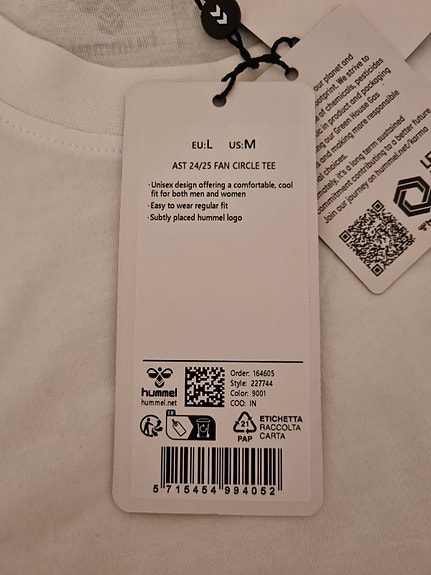 EU:L US:M
AST 24/25 FAN CIRCLE TEE
·Unisex design offering a comfortable, cool
fit for both men and women
·Easy to wear regular fit
·Subtly placed hummel logo
hummel
hummel.net
Order: 164605
Style: 227744
Color: 9001
COO: IN
FR
21
PAP
ETICHETTA
RACCOLTA
CARTA
5 715454 994052
our planet and
footprint. We strive to
of chemicals, pesticides
in product and packaging
our Green House Gas
and making more responsible
choices.
it's a long term sustained
commitment contributing to a better future.
Join our journey on hummel.net/karma
hummel